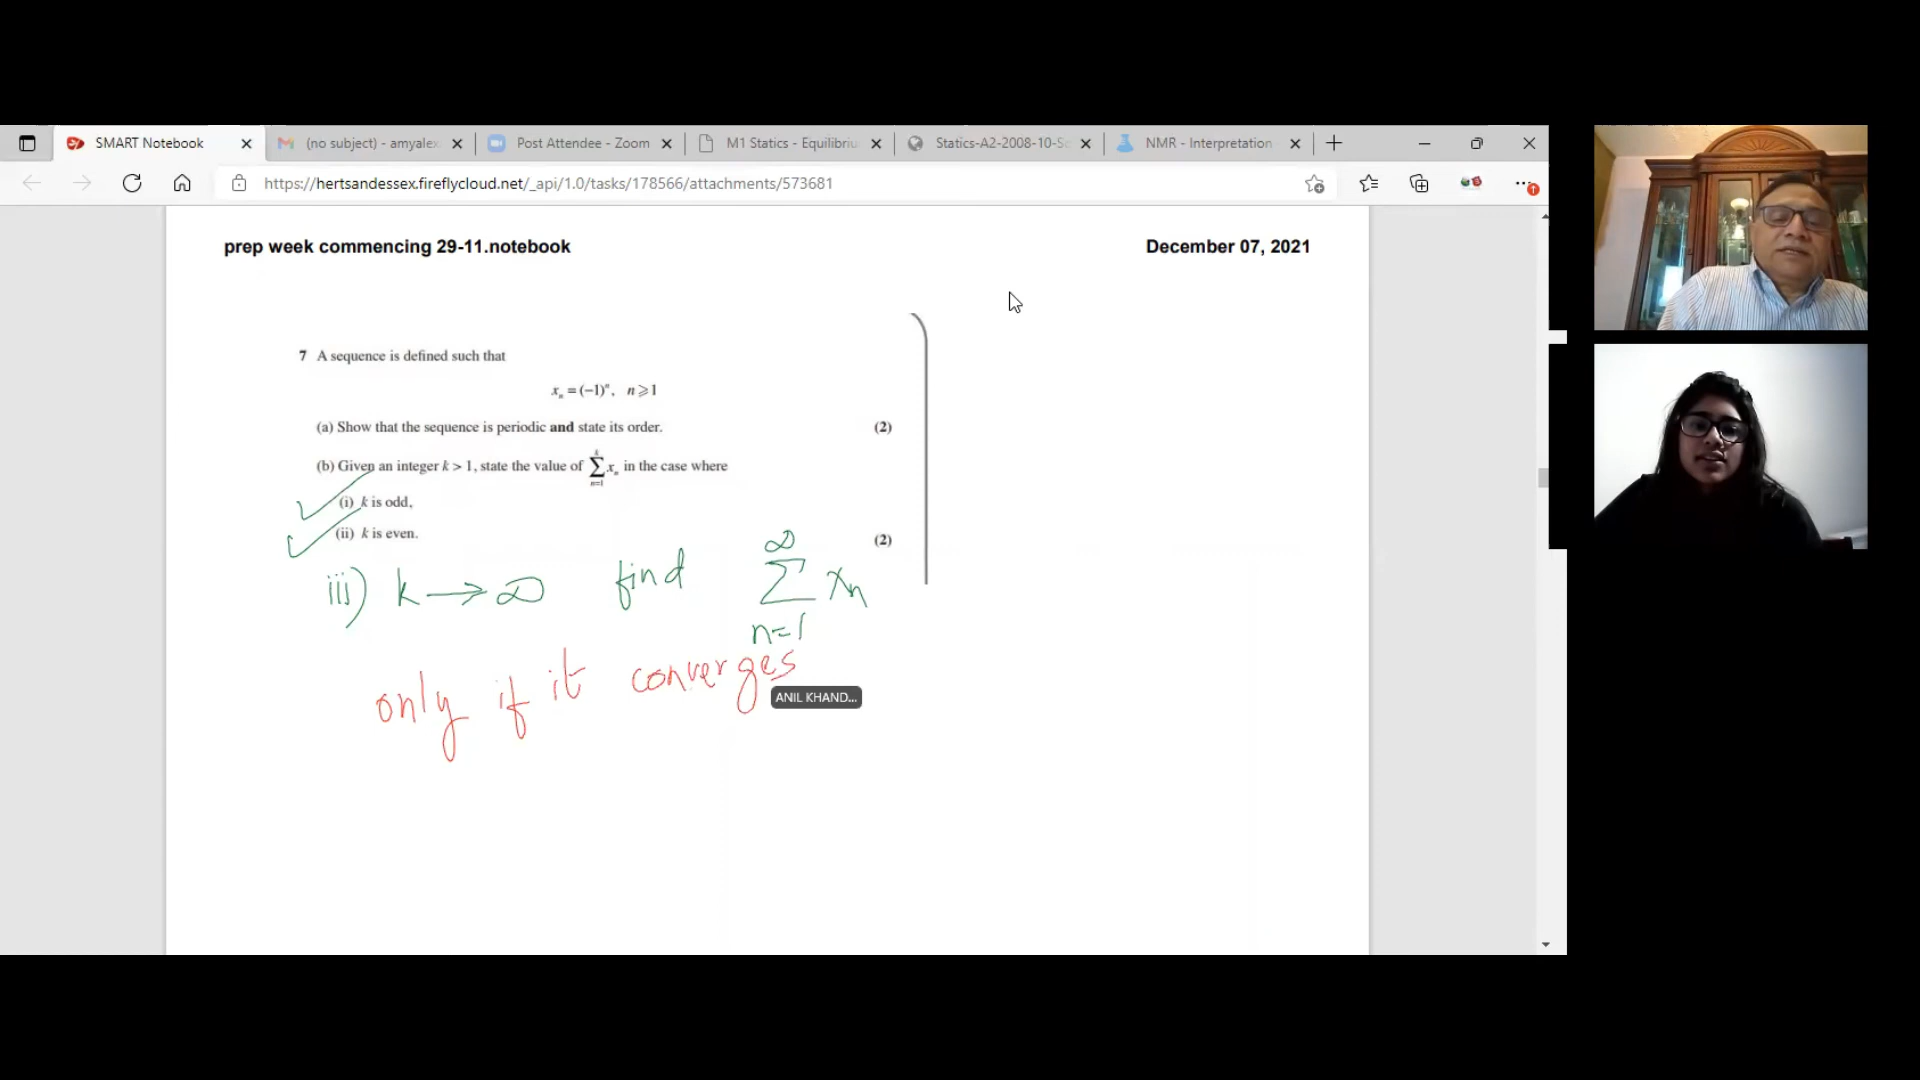 SMART Notebook
(no subject) - amyalex
Post Attendee - Zoom
M1 Statics - Equilibriu
Statics-A2-2008-10-So
NMR - Interpretation
https://hertsandessex.fireflycloud.net/_api/1.0/tasks/178566/attachments/573681
prep week commencing 29-11.notebook December 07, 2021
7 A sequence is defined such that
xₙ = (−1)ⁿ, n ⩾ 1
(a) Show that the sequence is periodic and state its order. (2)
(b) Given an integer k > 1, state the value of ∑ₙ₌₁ᵏ xₙ in the case where
(i) k is odd,
(ii) k is even. (2)
iii) k → ∞ find ∑ₙ₌₁^∞ xₙ
only if it converges
ANIL KHAND...